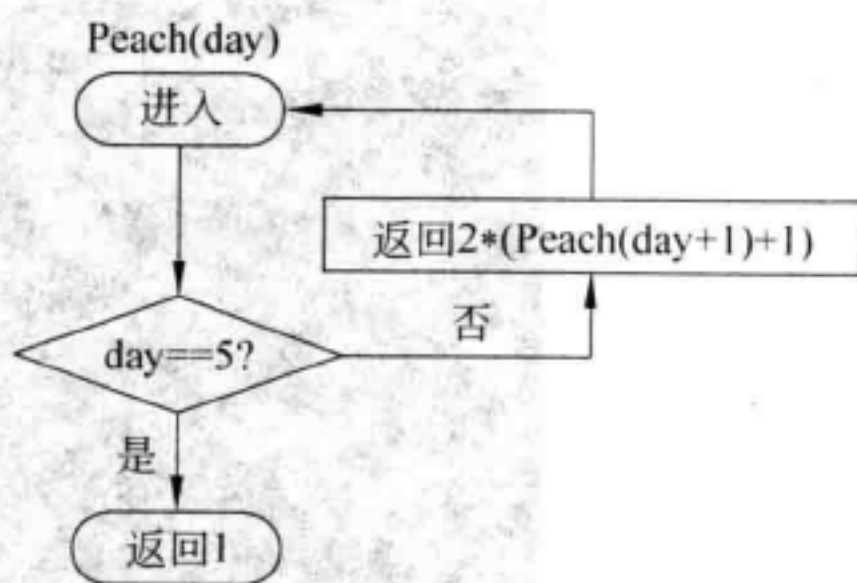 Peach(day)
进入
返回2*(Peach(day+1)+1)
否
day==5?
是
返回1